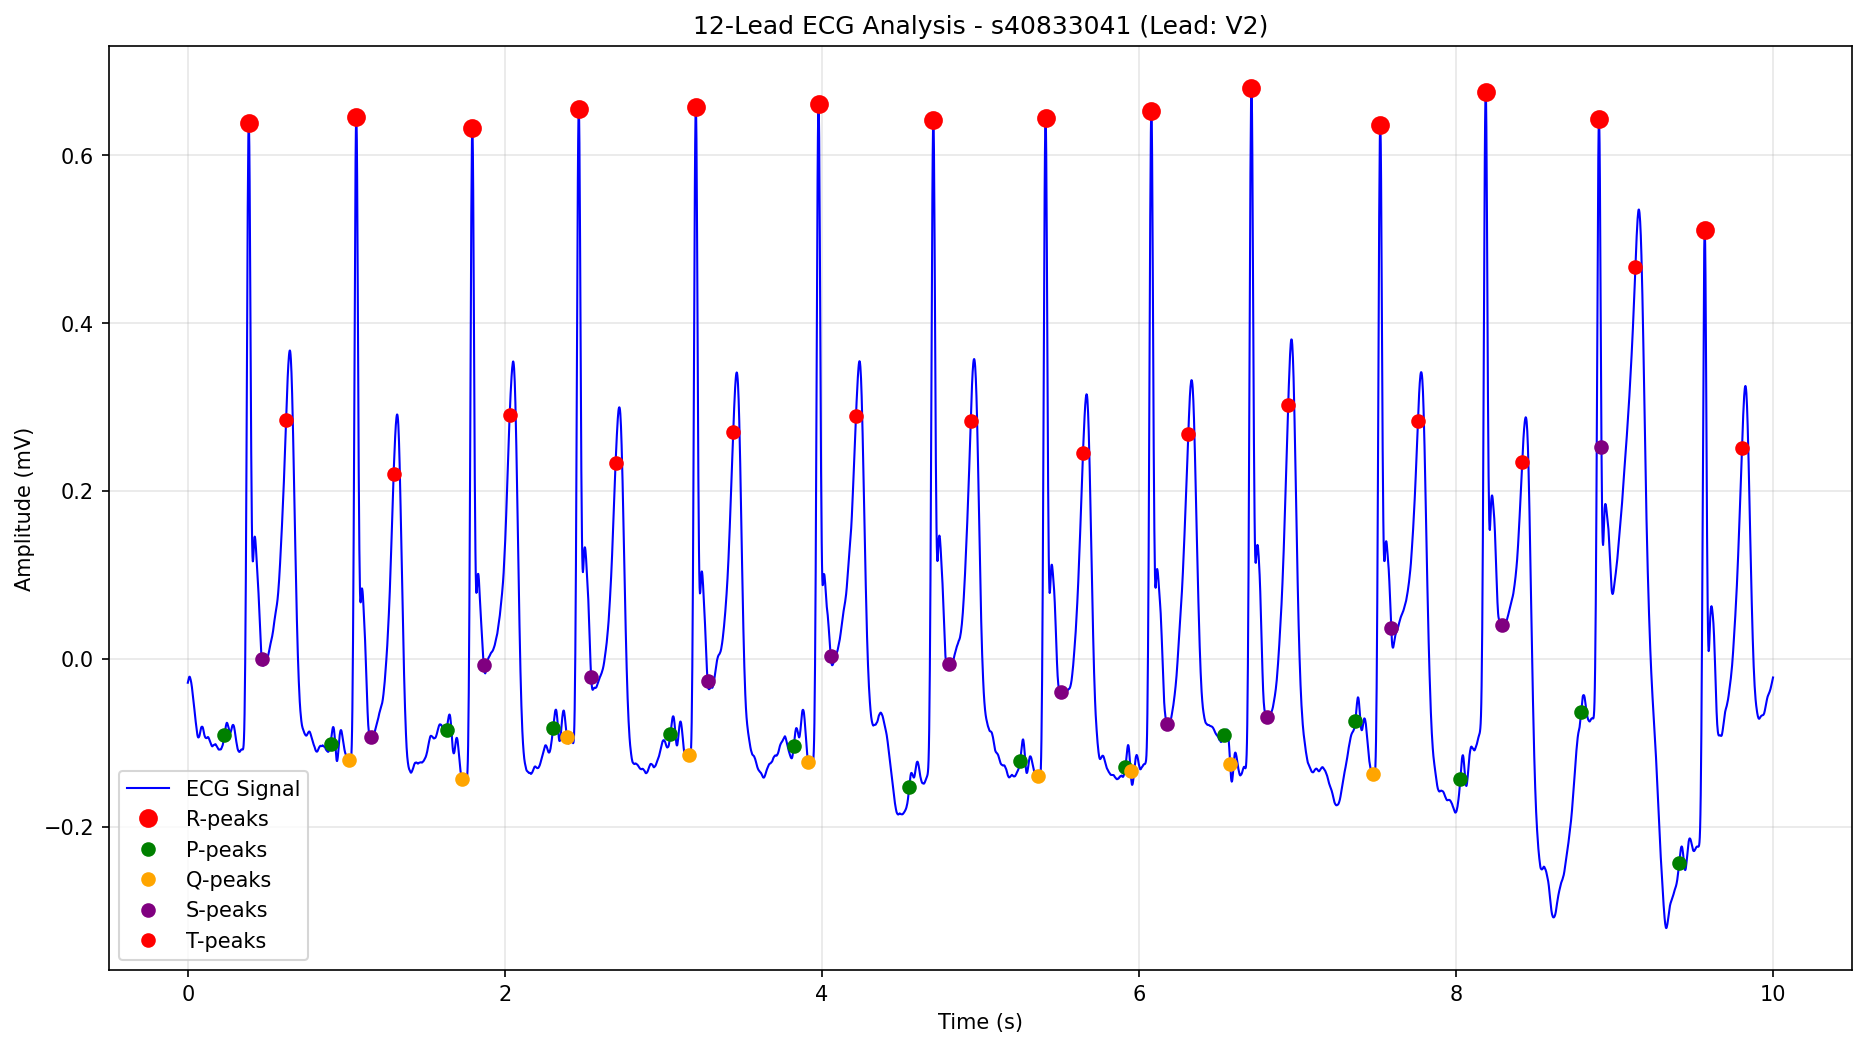 12-Lead ECG Analysis - s40833041 (Lead: V2)
Amplitude (mV)
0.6
0.4
0.2
0.0
−0.2
ECG Signal
R-peaks
P-peaks
Q-peaks
S-peaks
T-peaks
0 2 4 6 8 10
Time (s)